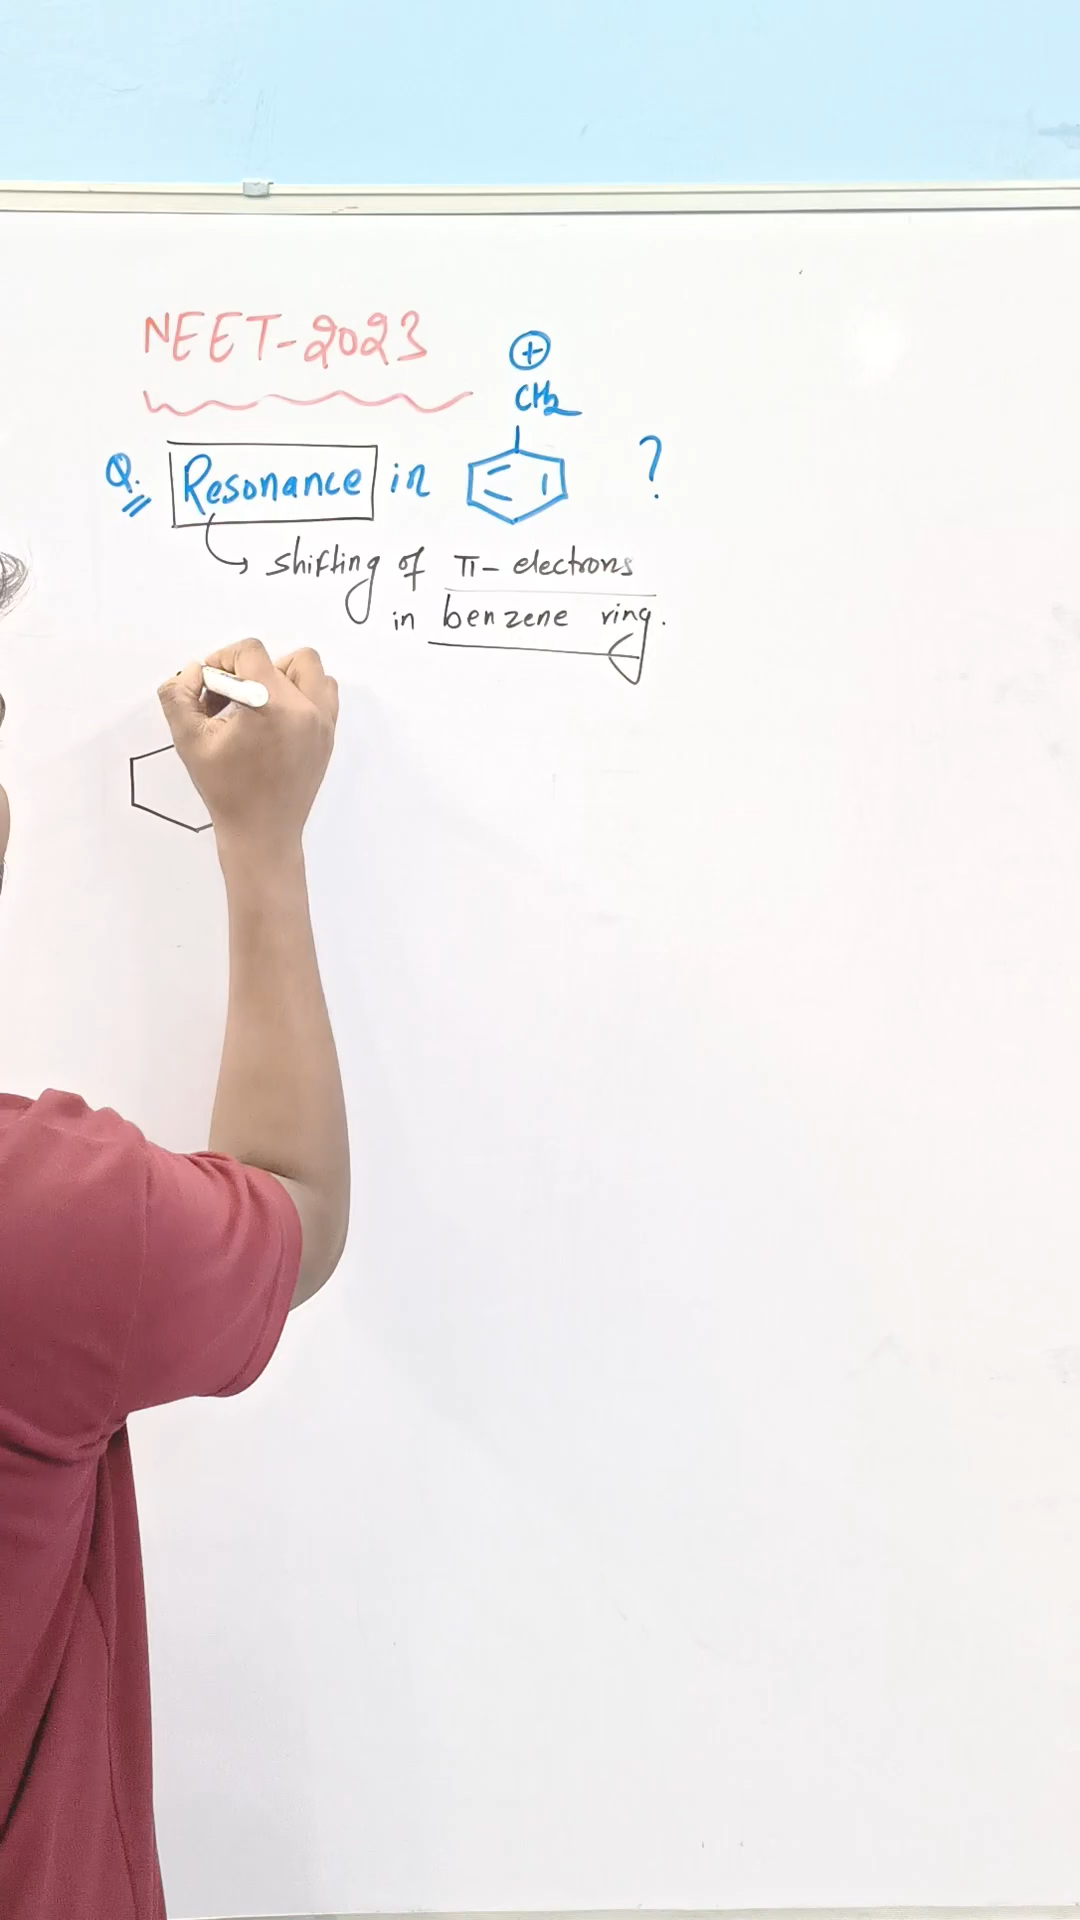 NEET-2023
⊕
CH2
Q. Resonance in ?
↳ shifting of π- electrons
in benzene ring.